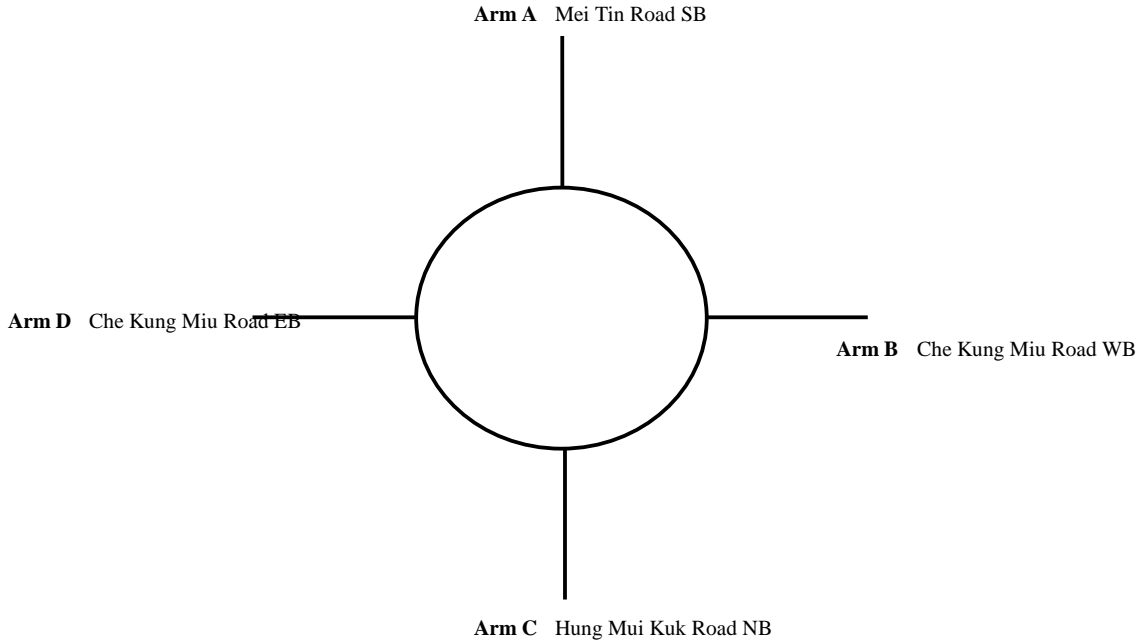 Arm A Mei Tin Road SB
Arm D Che Kung Miu Road EB
Arm B Che Kung Miu Road WB
Arm C Hung Mui Kuk Road NB